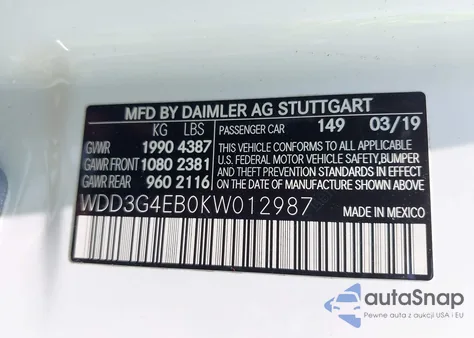 MFD BY DAIMLER AG STUTTGART
KG LBS PASSENGER CAR 149 03/19
GVWR 1990 4387 THIS VEHICLE CONFORMS TO ALL APPLICABLE
GAWR FRONT 1080 2381 U.S. FEDERAL MOTOR VEHICLE SAFETY,BUMPER
GAWR REAR 960 2116 AND THEFT PREVENTION STANDARDS IN EFFECT ON THE DATE OF MANUFACTURE SHOWN ABOVE.
WDD3G4EB0KW012987 MADE IN MEXICO
autaSnap
Pewne auta z aukcji USA i EU